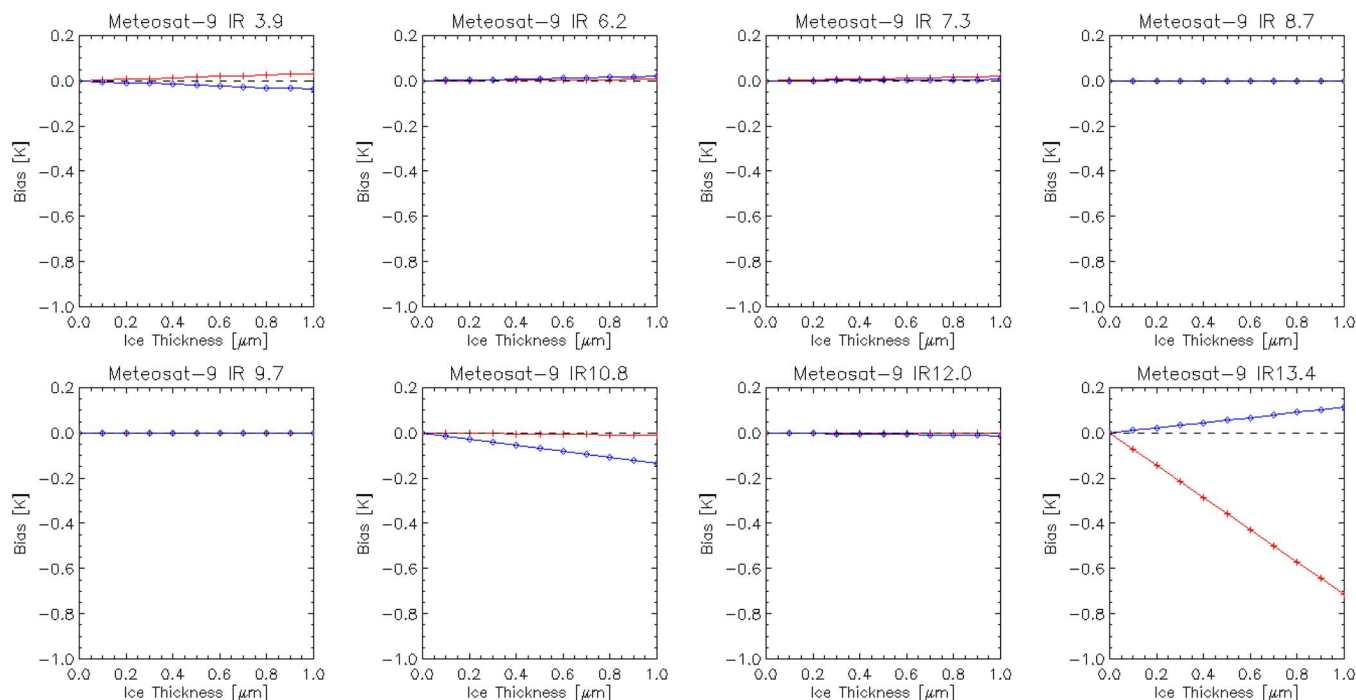 Meteosat-9 IR 3.9
Meteosat-9 IR 6.2
Meteosat-9 IR 7.3
Meteosat-9 IR 8.7
0.2 0.2 0.2 0.2
0.0 0.0 0.0 0.0
-0.2 -0.2 -0.2 -0.2
-0.4 -0.4 -0.4 -0.4
-0.6 -0.6 -0.6 -0.6
-0.8 -0.8 -0.8 -0.8
-1.0 -1.0 -1.0 -1.0
Bias [K] Bias [K] Bias [K] Bias [K]
0.0 0.2 0.4 0.6 0.8 1.0 0.0 0.2 0.4 0.6 0.8 1.0 0.0 0.2 0.4 0.6 0.8 1.0 0.0 0.2 0.4 0.6 0.8 1.0
Ice Thickness [μm] Ice Thickness [μm] Ice Thickness [μm] Ice Thickness [μm]
Meteosat-9 IR 9.7
Meteosat-9 IR10.8
Meteosat-9 IR12.0
Meteosat-9 IR13.4
0.2 0.2 0.2 0.2
0.0 0.0 0.0 0.0
-0.2 -0.2 -0.2 -0.2
-0.4 -0.4 -0.4 -0.4
-0.6 -0.6 -0.6 -0.6
-0.8 -0.8 -0.8 -0.8
-1.0 -1.0 -1.0 -1.0
Bias [K] Bias [K] Bias [K] Bias [K]
0.0 0.2 0.4 0.6 0.8 1.0 0.0 0.2 0.4 0.6 0.8 1.0 0.0 0.2 0.4 0.6 0.8 1.0 0.0 0.2 0.4 0.6 0.8 1.0
Ice Thickness [μm] Ice Thickness [μm] Ice Thickness [μm] Ice Thickness [μm]